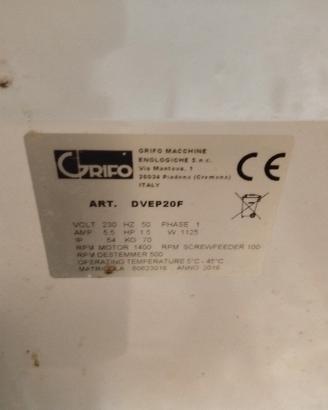 GRIFO
GRIFO MACCHINE
ENOLOGICHE S.n.c.
Via Mantova, 1
26034 Piadena (Cremona)
ITALY
CE
ART. DVEP20F
VOLT 230 HZ 50 PHASE 1
AMP 5.5 HP 1.5 W 1125
IP 54 KG 70
RPM MOTOR 1400 RPM SCREWFEEDER 100
RPM DESTEMMER 500
OPERATING TEMPERATURE 5°C - 45°C
MATRICOLA 60623016 ANNO 2016